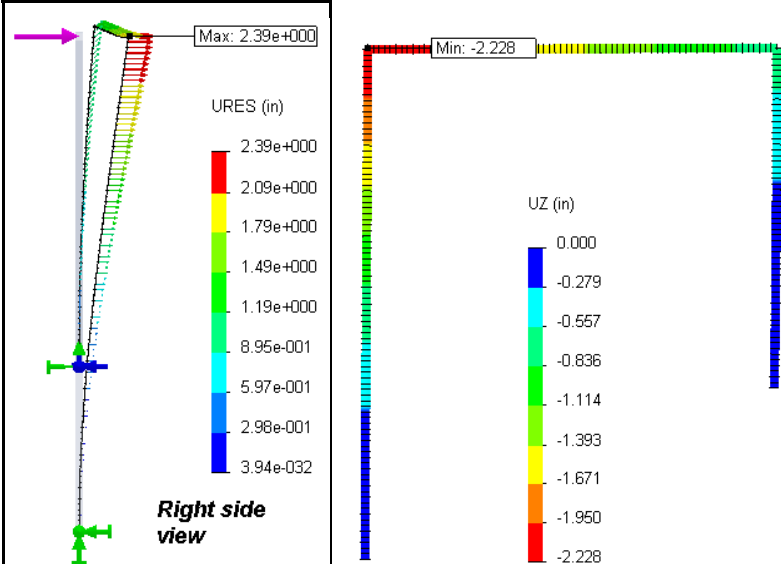 Max: 2.39e+000
URES (in)
2.39e+000
2.09e+000
1.79e+000
1.49e+000
1.19e+000
8.95e-001
5.97e-001
2.98e-001
3.94e-032
Right side
view
Min: -2.228
UZ (in)
0.000
-0.279
-0.557
-0.836
-1.114
-1.393
-1.671
-1.950
-2.228